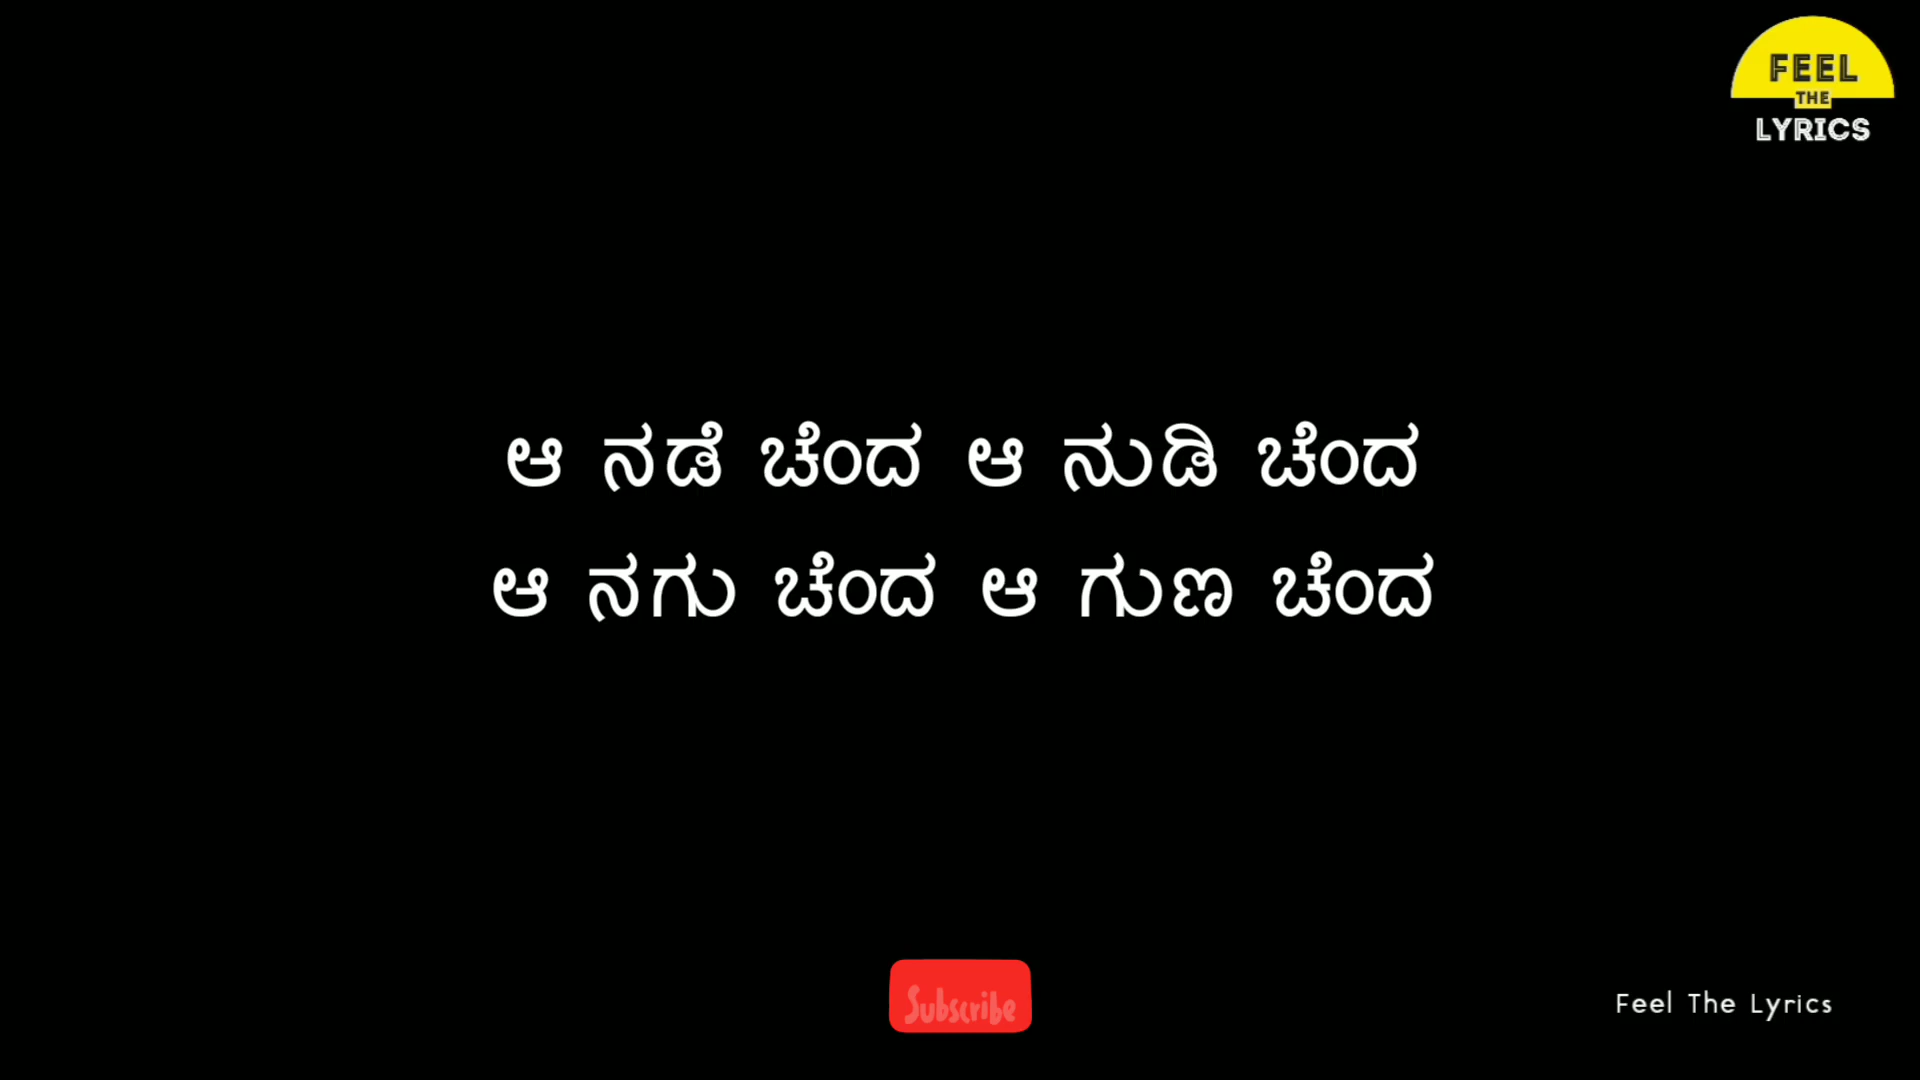 FEEL
THE
LYRICS
ಆ ನಡೆ ಚೆಂದ ಆ ನುಡಿ ಚೆಂದ
ಆ ನಗು ಚೆಂದ ಆ ಗುಣ ಚೆಂದ
Subscribe
Feel The Lyrics